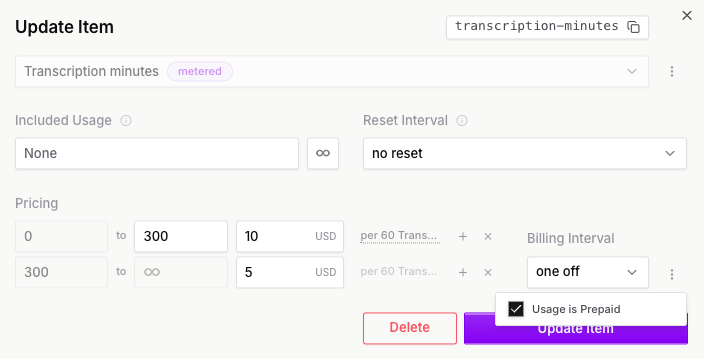 Update Item
transcription-minutes
Transcription minutes metered
Included Usage
Reset Interval
None
∞
no reset
Pricing
0 to 300 10 USD per 60 Trans... + ×
Billing Interval
300 to ∞ 5 USD per 60 Trans... + ×
one off
Usage is Prepaid
Delete
Update Item